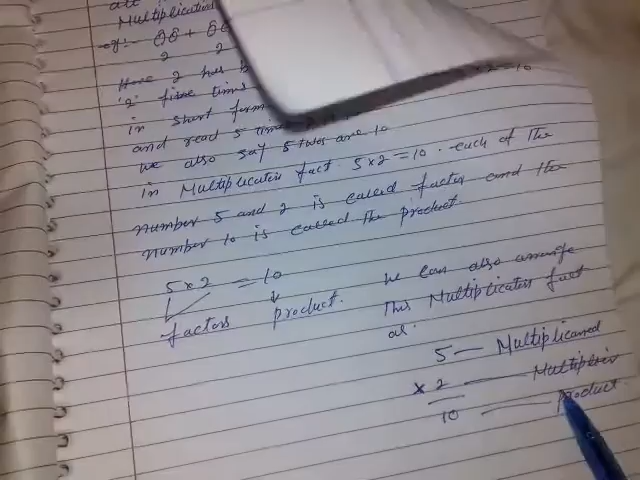 all
Multiplication
2 2
Here 2 has b
'2' five times
in short form = 10
and read 5 tim
we also say 5 twos are 10
in Multiplication fact. 5 x 2 = 10. each of the
number 5 and 2 is called factor and the
number 10 is called the product.
5 x 2 = 10
factors product.
We can also arrange
This Multiplication fact
as.
5 — Multiplicand
x 2 — Multiplier
10 — product